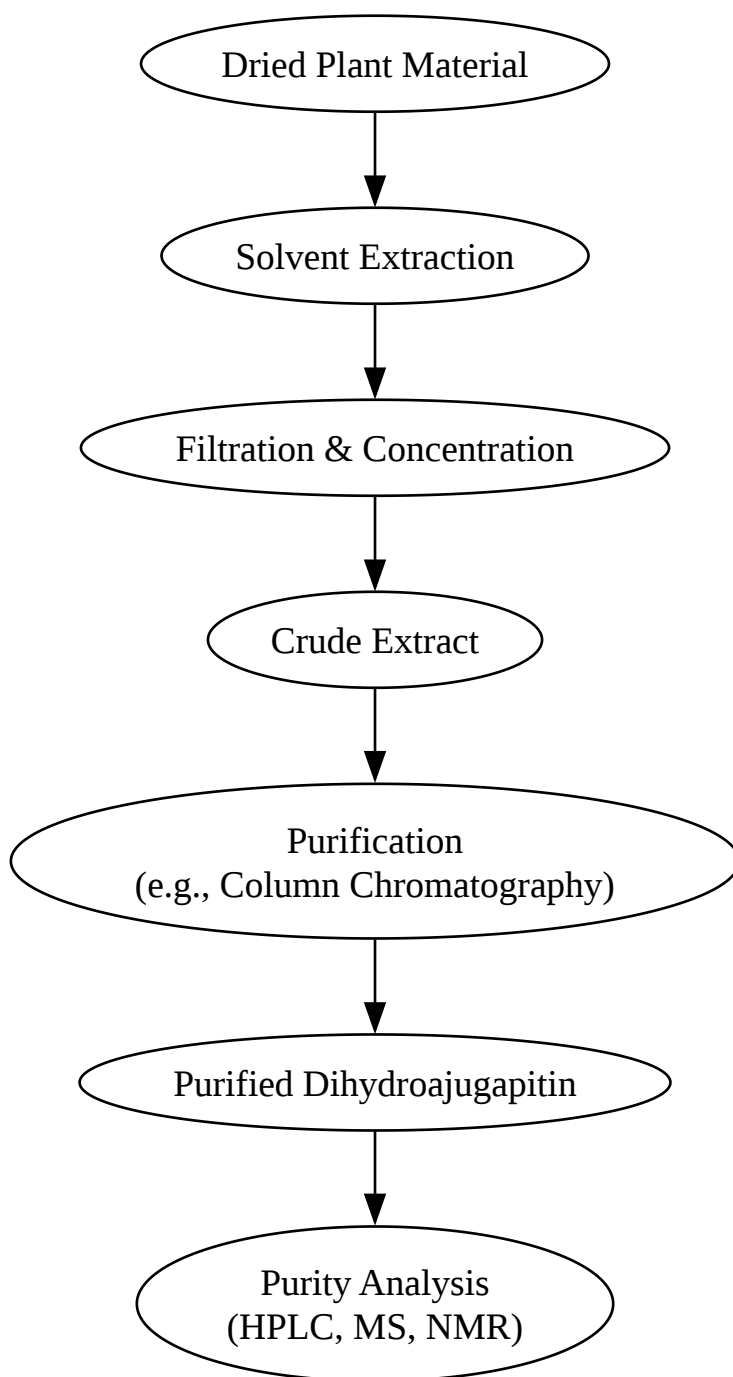 Dried Plant Material
Solvent Extraction
Filtration & Concentration
Crude Extract
Purification
(e.g., Column Chromatography)
Purified Dihydroajugapitin
Purity Analysis
(HPLC, MS, NMR)